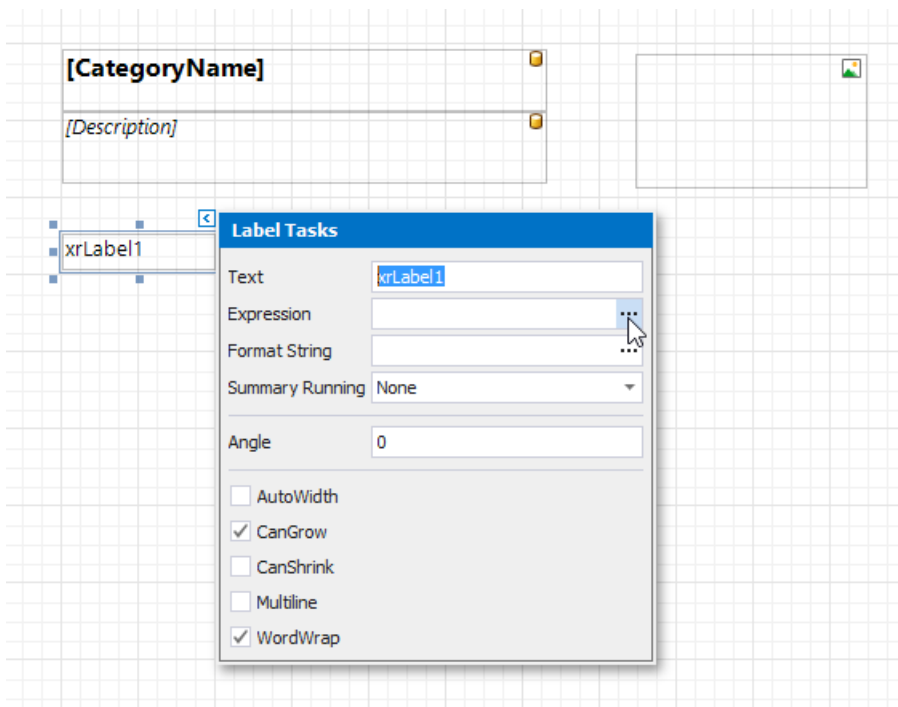 [CategoryName]
[Description]
xrLabel1
Label Tasks
Text xrLabel1
Expression ...
Format String ...
Summary Running None
Angle 0
AutoWidth
CanGrow
CanShrink
Multiline
WordWrap